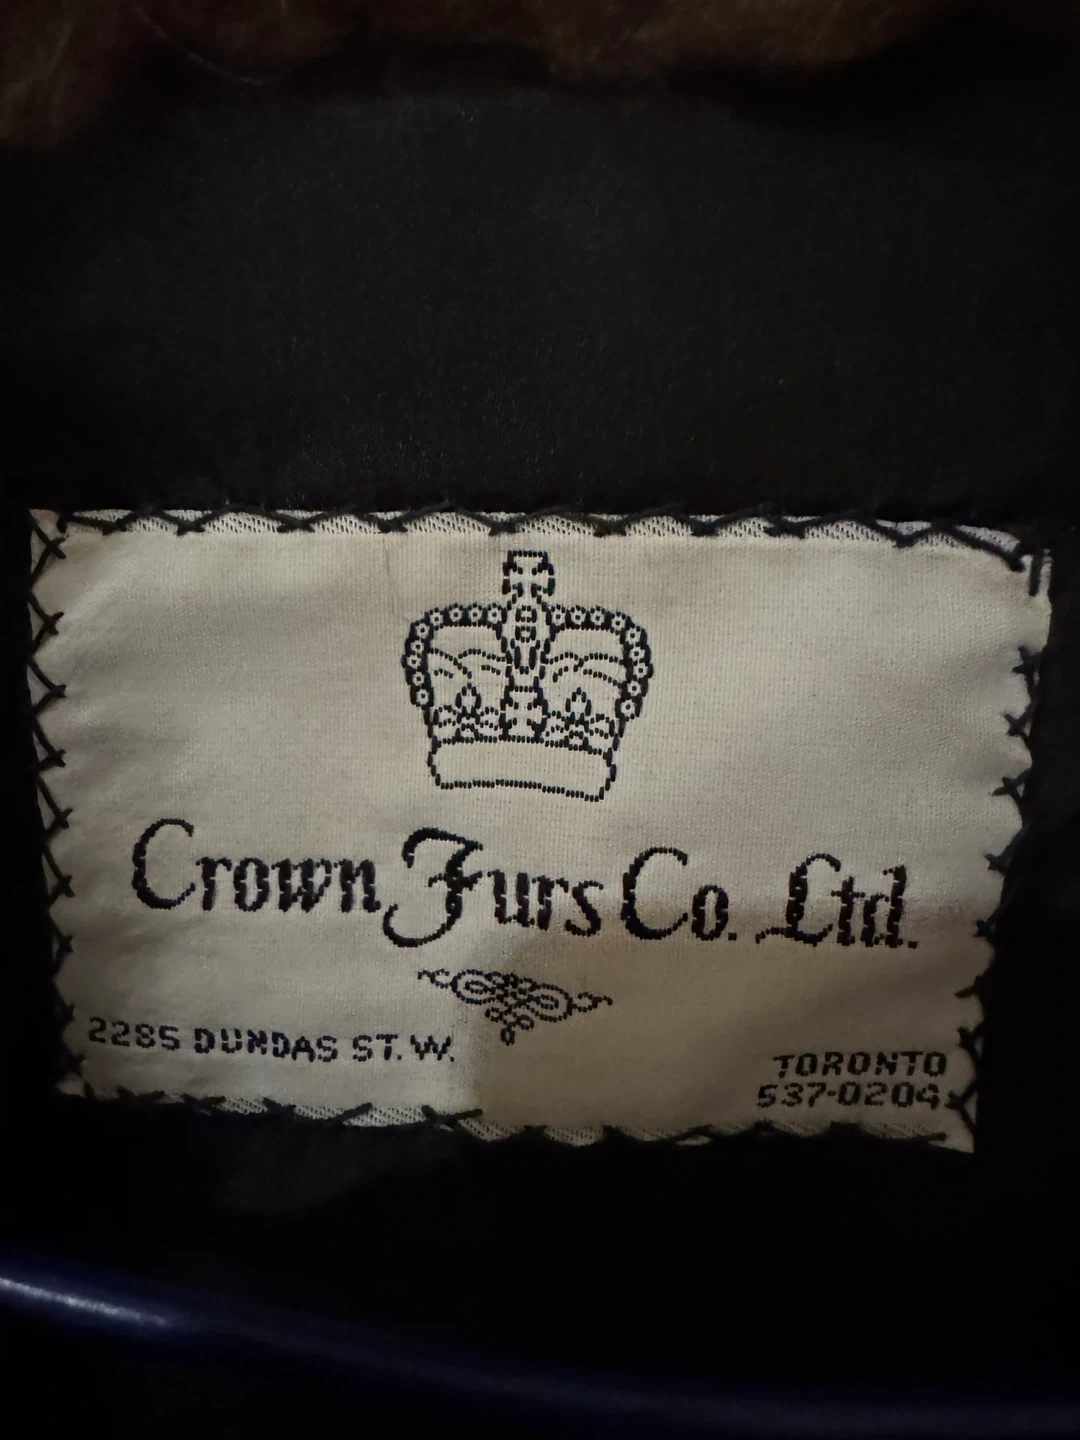 Crown Furs Co. Ltd.
2285 DUNDAS ST. W.
TORONTO
537-0204